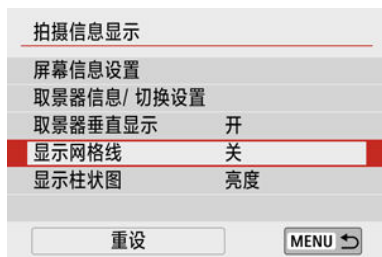 拍摄信息显示
屏幕信息设置
取景器信息/ 切换设置
取景器垂直显示 开
显示网格线 关
显示柱状图 亮度
重设 MENU